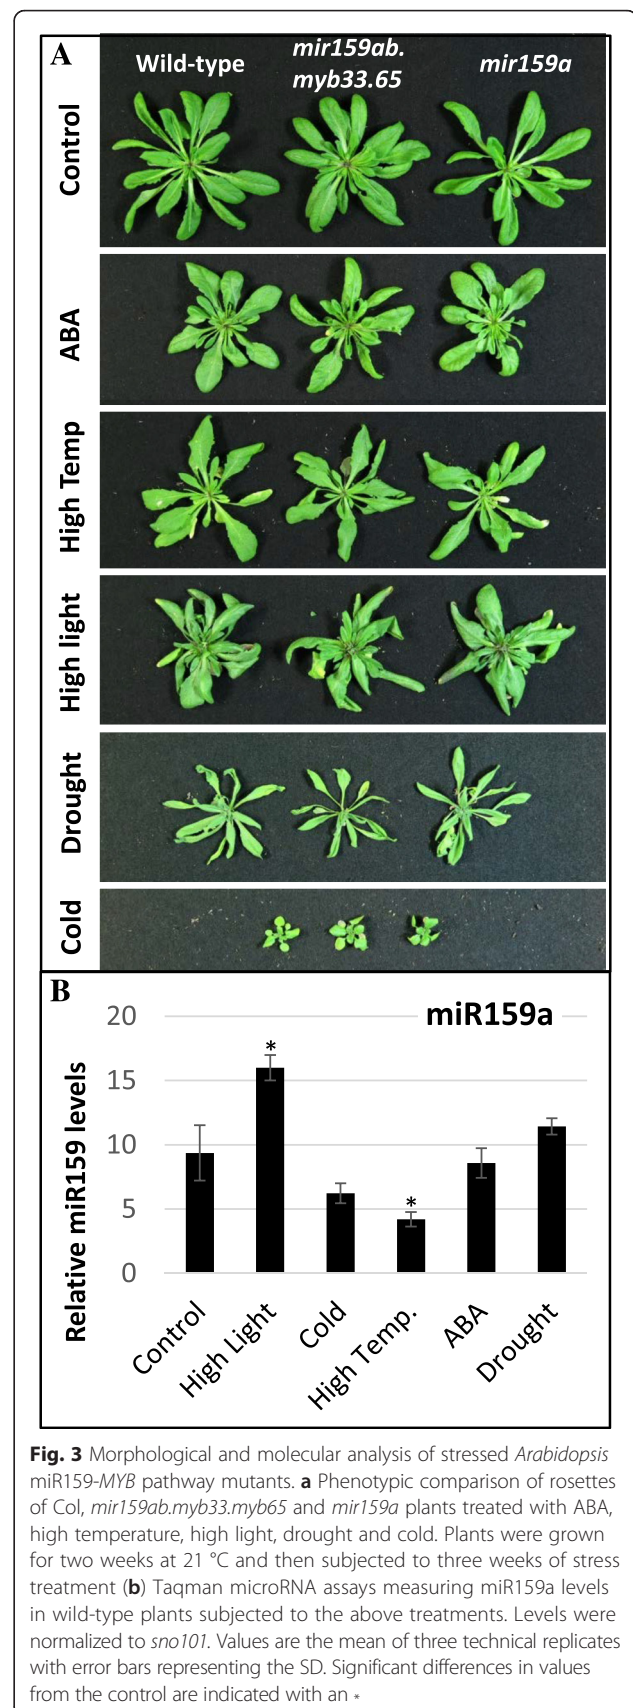 A
Wild-type
mir159ab.
myb33.65
mir159a
Control
ABA
High Temp
High light
Drought
Cold
B
miR159a
Relative miR159 levels
20
15
10
5
0
*
*
Control
High Light
Cold
High Temp.
ABA
Drought
Fig. 3 Morphological and molecular analysis of stressed Arabidopsis
miR159-MYB pathway mutants. a Phenotypic comparison of rosettes
of Col, mir159ab.myb33.myb65 and mir159a plants treated with ABA,
high temperature, high light, drought and cold. Plants were grown
for two weeks at 21 °C and then subjected to three weeks of stress
treatment (b) Taqman microRNA assays measuring miR159a levels
in wild-type plants subjected to the above treatments. Levels were
normalized to sno101. Values are the mean of three technical replicates
with error bars representing the SD. Significant differences in values
from the control are indicated with an *